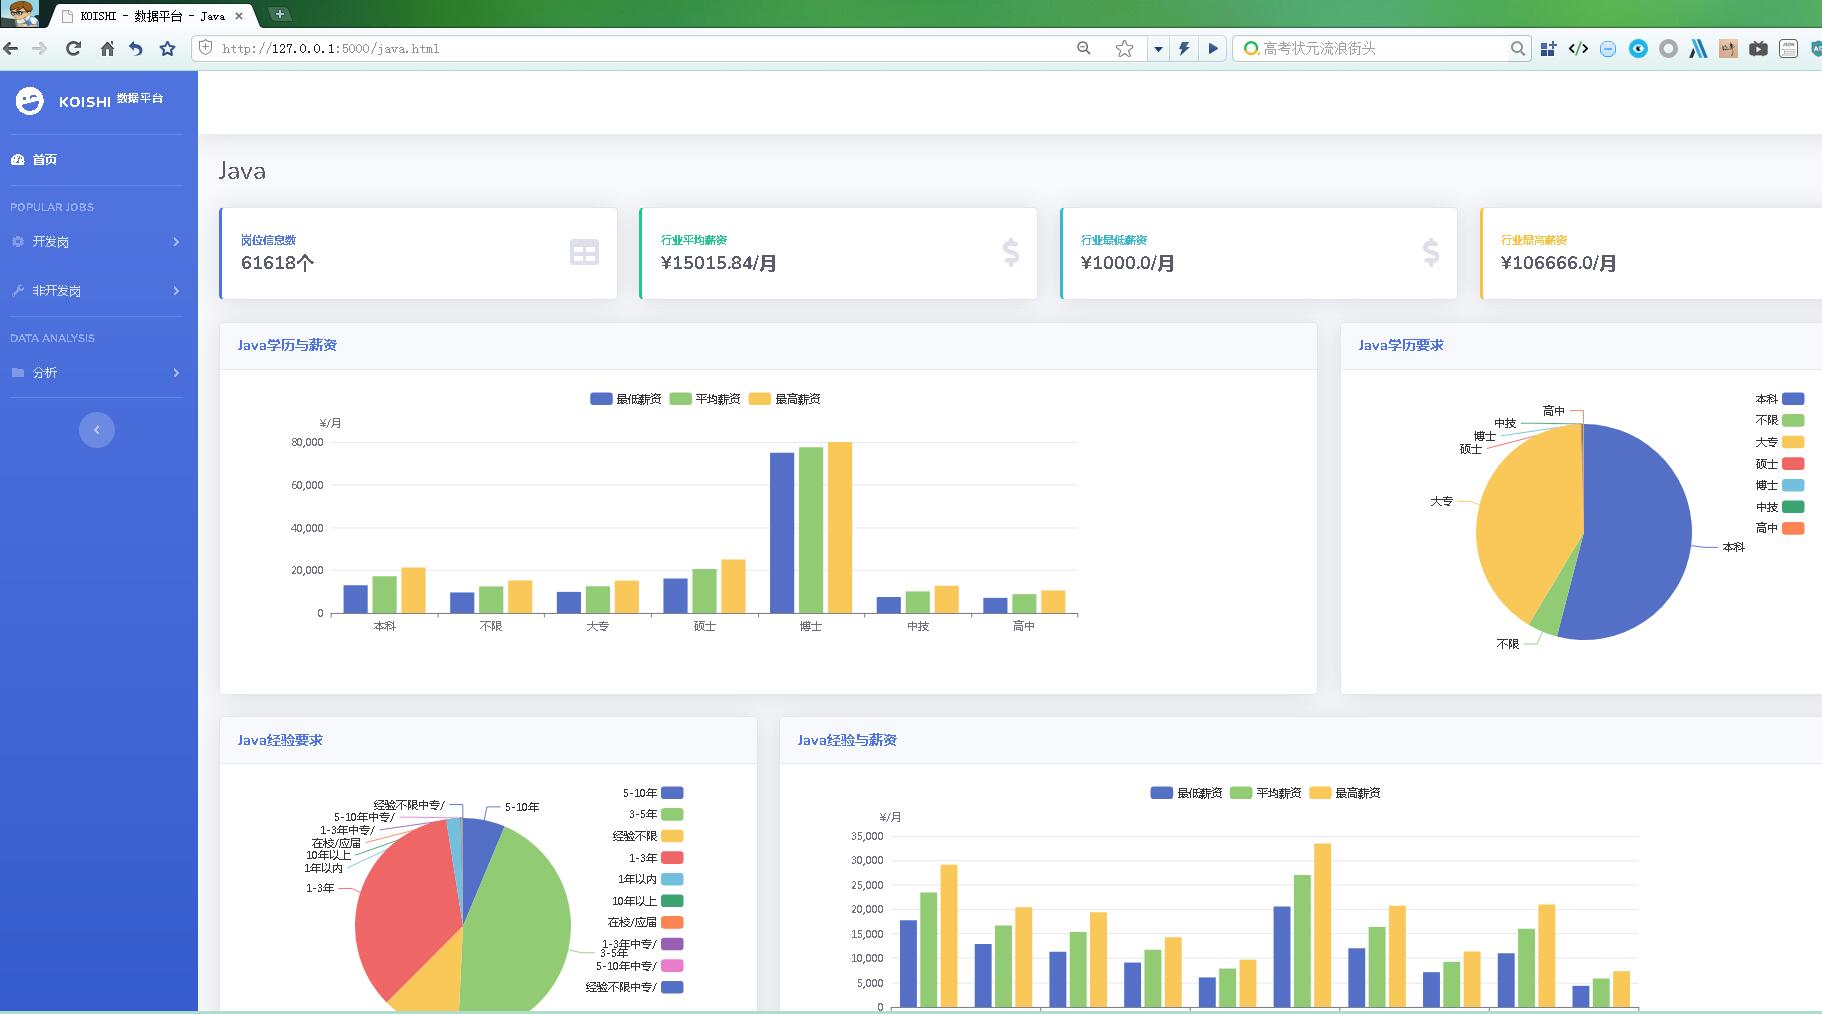 KOISHI - 数据平台 - Java
http://127.0.0.1:5000/java.html
高考状元流浪街头
KOISHI 数据平台
首页
POPULAR JOBS
开发岗
非开发岗
DATA ANALYSIS
分析
Java
岗位信息数
61618个
行业平均薪资
¥15015.84/月
行业最低薪资
¥1000.0/月
行业最高薪资
¥106666.0/月
Java学历与薪资
最低薪资 平均薪资 最高薪资
¥/月
80,000
60,000
40,000
20,000
0
本科 不限 大专 硕士 博士 中技 高中
Java学历要求
高中
中技
博士
硕士
大专
不限
本科
本科
不限
大专
硕士
博士
中技
高中
Java经验要求
经验不限中专/
5-10年中专/
1-3年中专/
在校/应届
10年以上
1年以内
1-3年
5-10年
3-5年
5-10年
3-5年
经验不限
1-3年
1年以内
10年以上
在校/应届
1-3年中专/
5-10年中专/
经验不限中专/
Java经验与薪资
最低薪资 平均薪资 最高薪资
¥/月
35,000
30,000
25,000
20,000
15,000
10,000
5,000
0